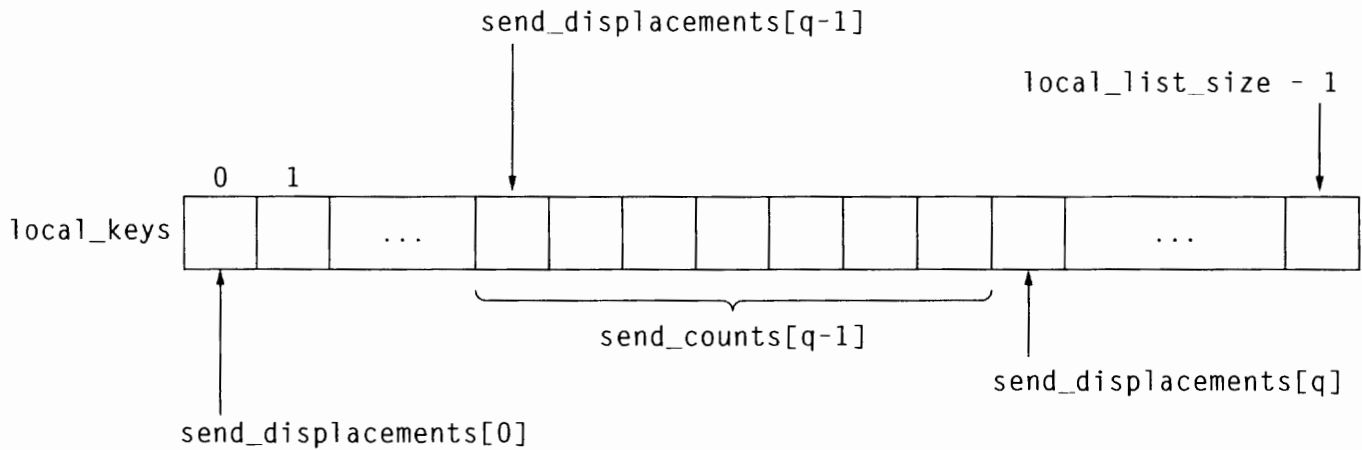 send_displacements[q-1]
local_list_size - 1
0 1
local_keys ... ...
send_counts[q-1]
send_displacements[q]
send_displacements[0]